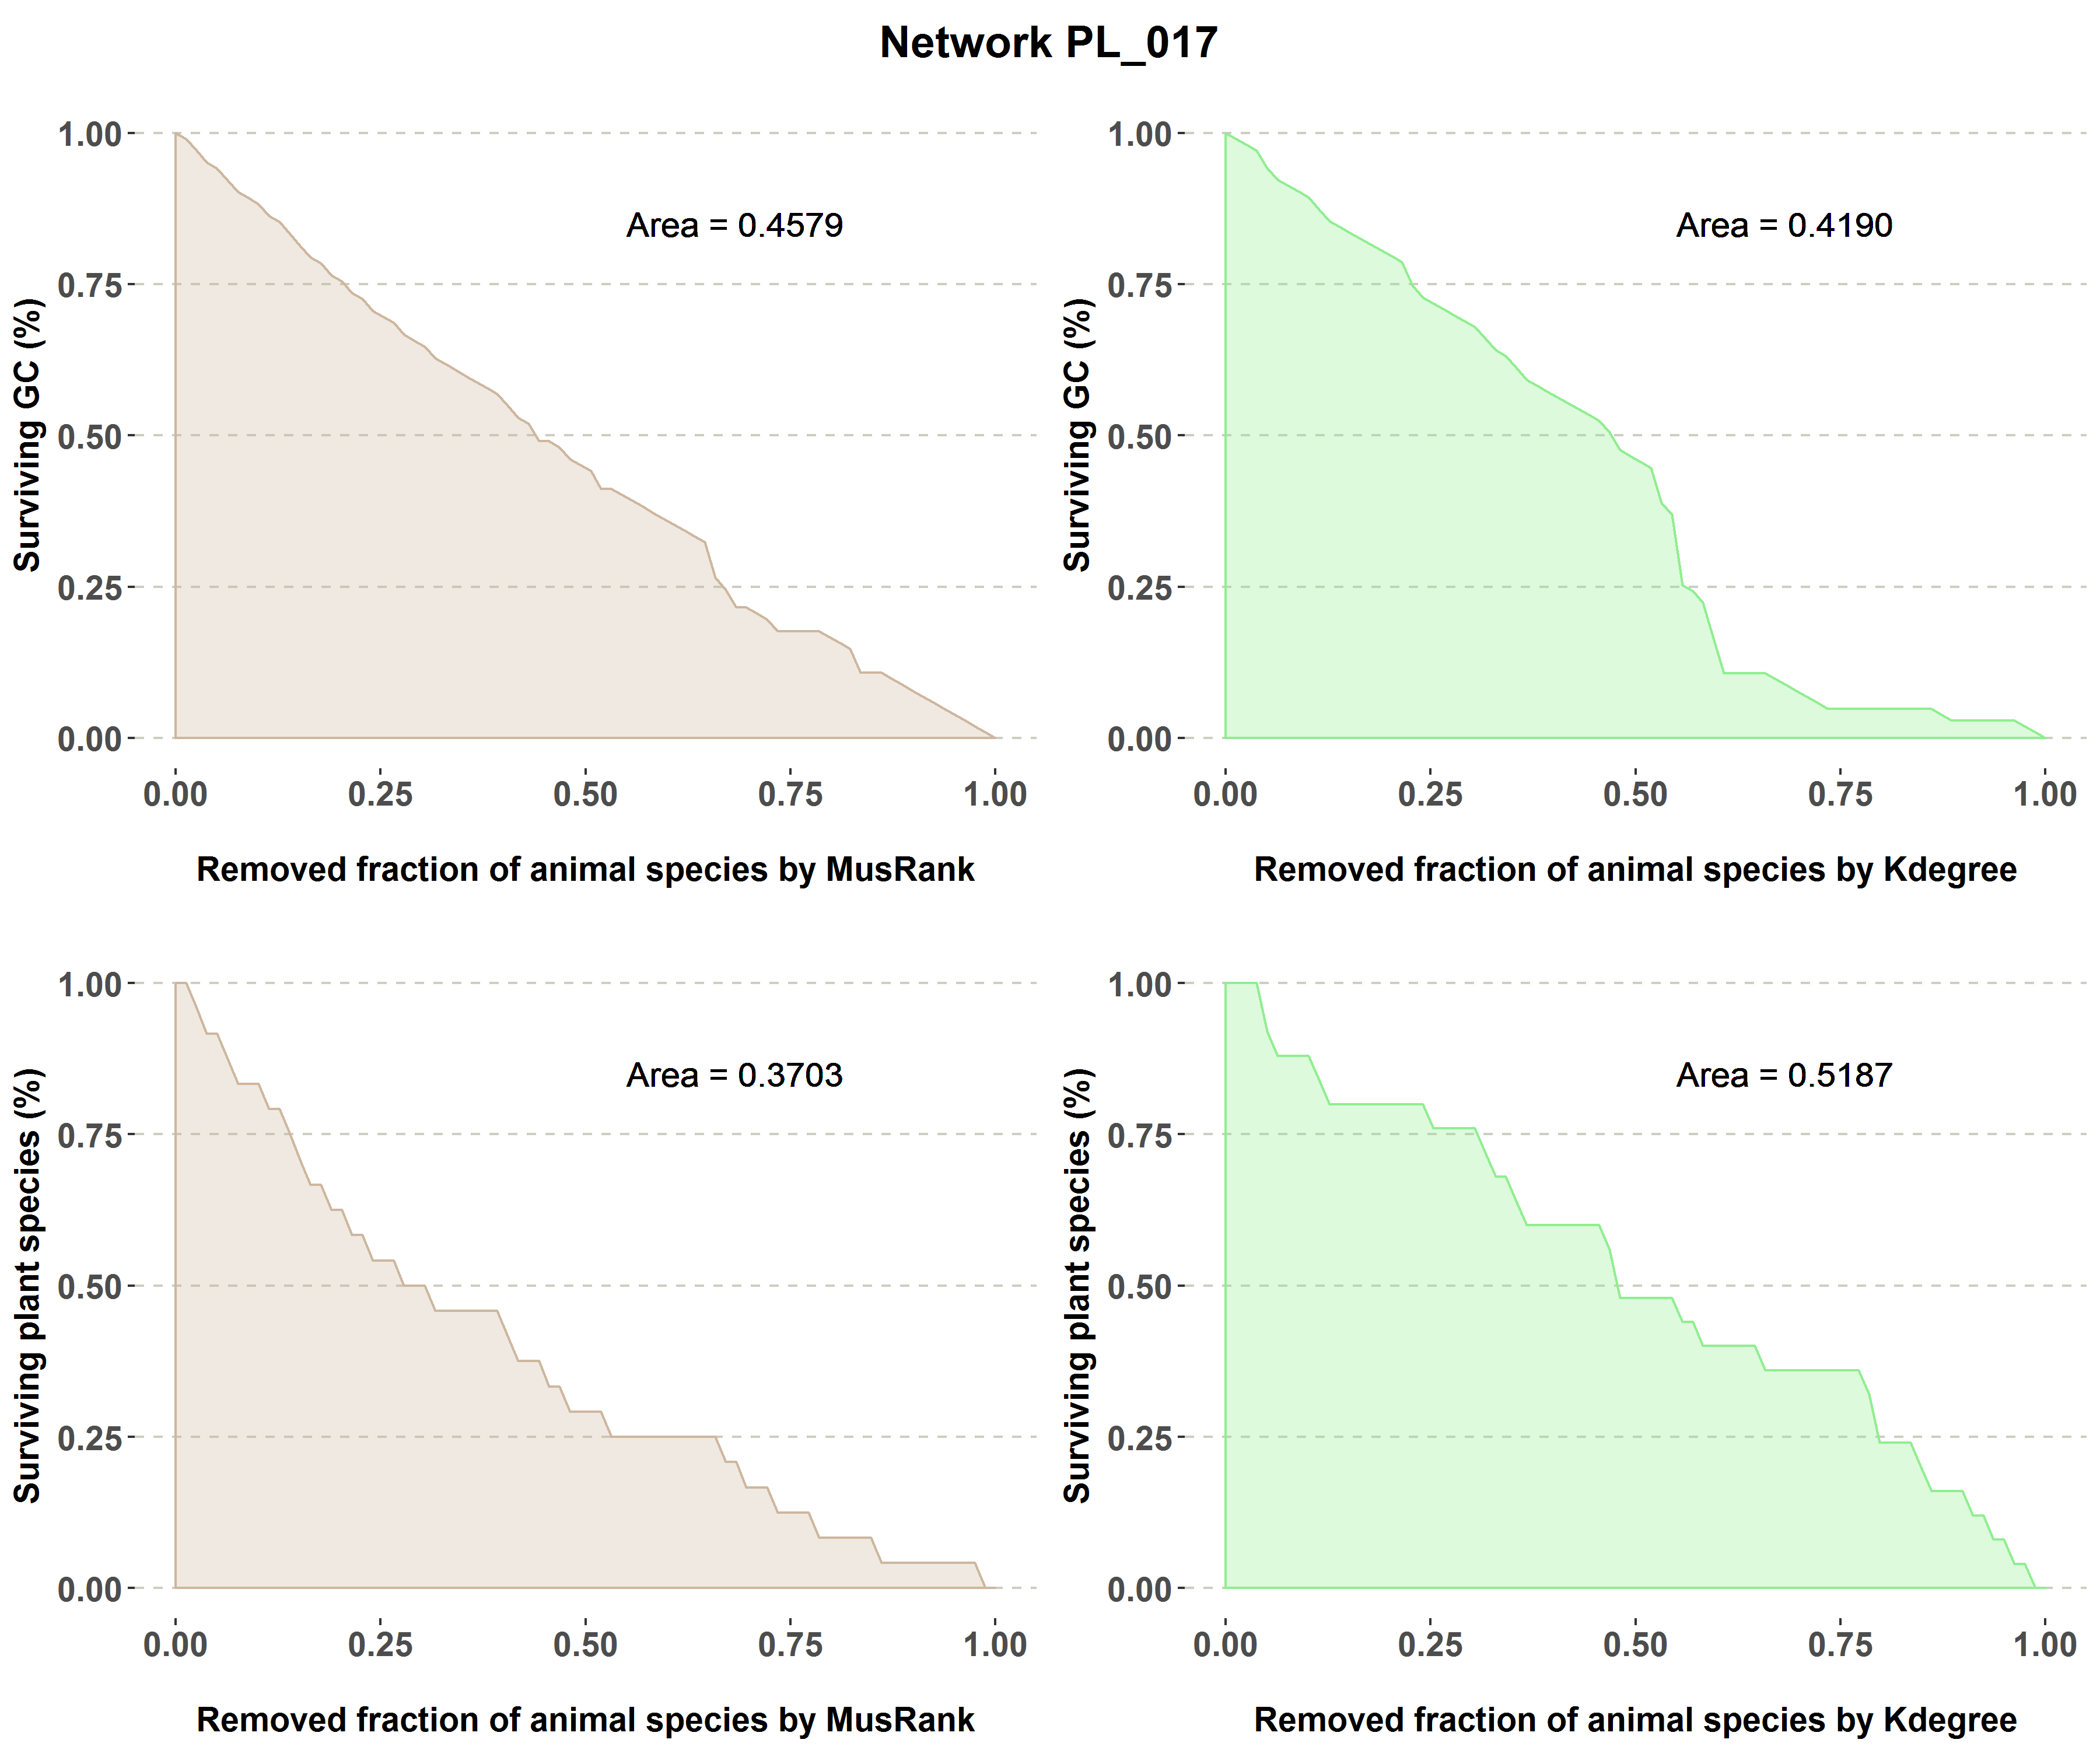 Network PL_017
Surviving GC (%)
1.00
0.75
0.50
0.25
0.00
Area = 0.4579
0.00 0.25 0.50 0.75 1.00
Removed fraction of animal species by MusRank
Surviving GC (%)
1.00
0.75
0.50
0.25
0.00
Area = 0.4190
0.00 0.25 0.50 0.75 1.00
Removed fraction of animal species by Kdegree
Surviving plant species (%)
1.00
0.75
0.50
0.25
0.00
Area = 0.3703
0.00 0.25 0.50 0.75 1.00
Removed fraction of animal species by MusRank
Surviving plant species (%)
1.00
0.75
0.50
0.25
0.00
Area = 0.5187
0.00 0.25 0.50 0.75 1.00
Removed fraction of animal species by Kdegree